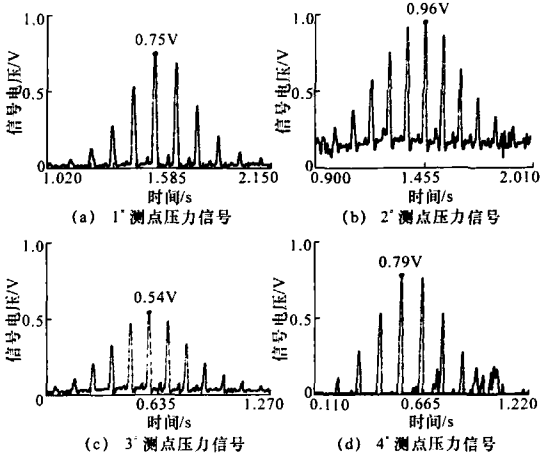 1.0
0.75V
0.5
0
信号电压/V
1.020
1.585
2.150
时间/s
(a) 1#测点压力信号
1.0
0.96V
0.5
0
信号电压/V
0.900
1.455
2.010
时间/s
(b) 2#测点压力信号
1.0
0.54V
0.5
0
信号电压/V
0.635
1.270
时间/s
(c) 3#测点压力信号
1.0
0.79V
0.5
0
信号电压/V
0.110
0.665
1.220
时间/s
(d) 4#测点压力信号